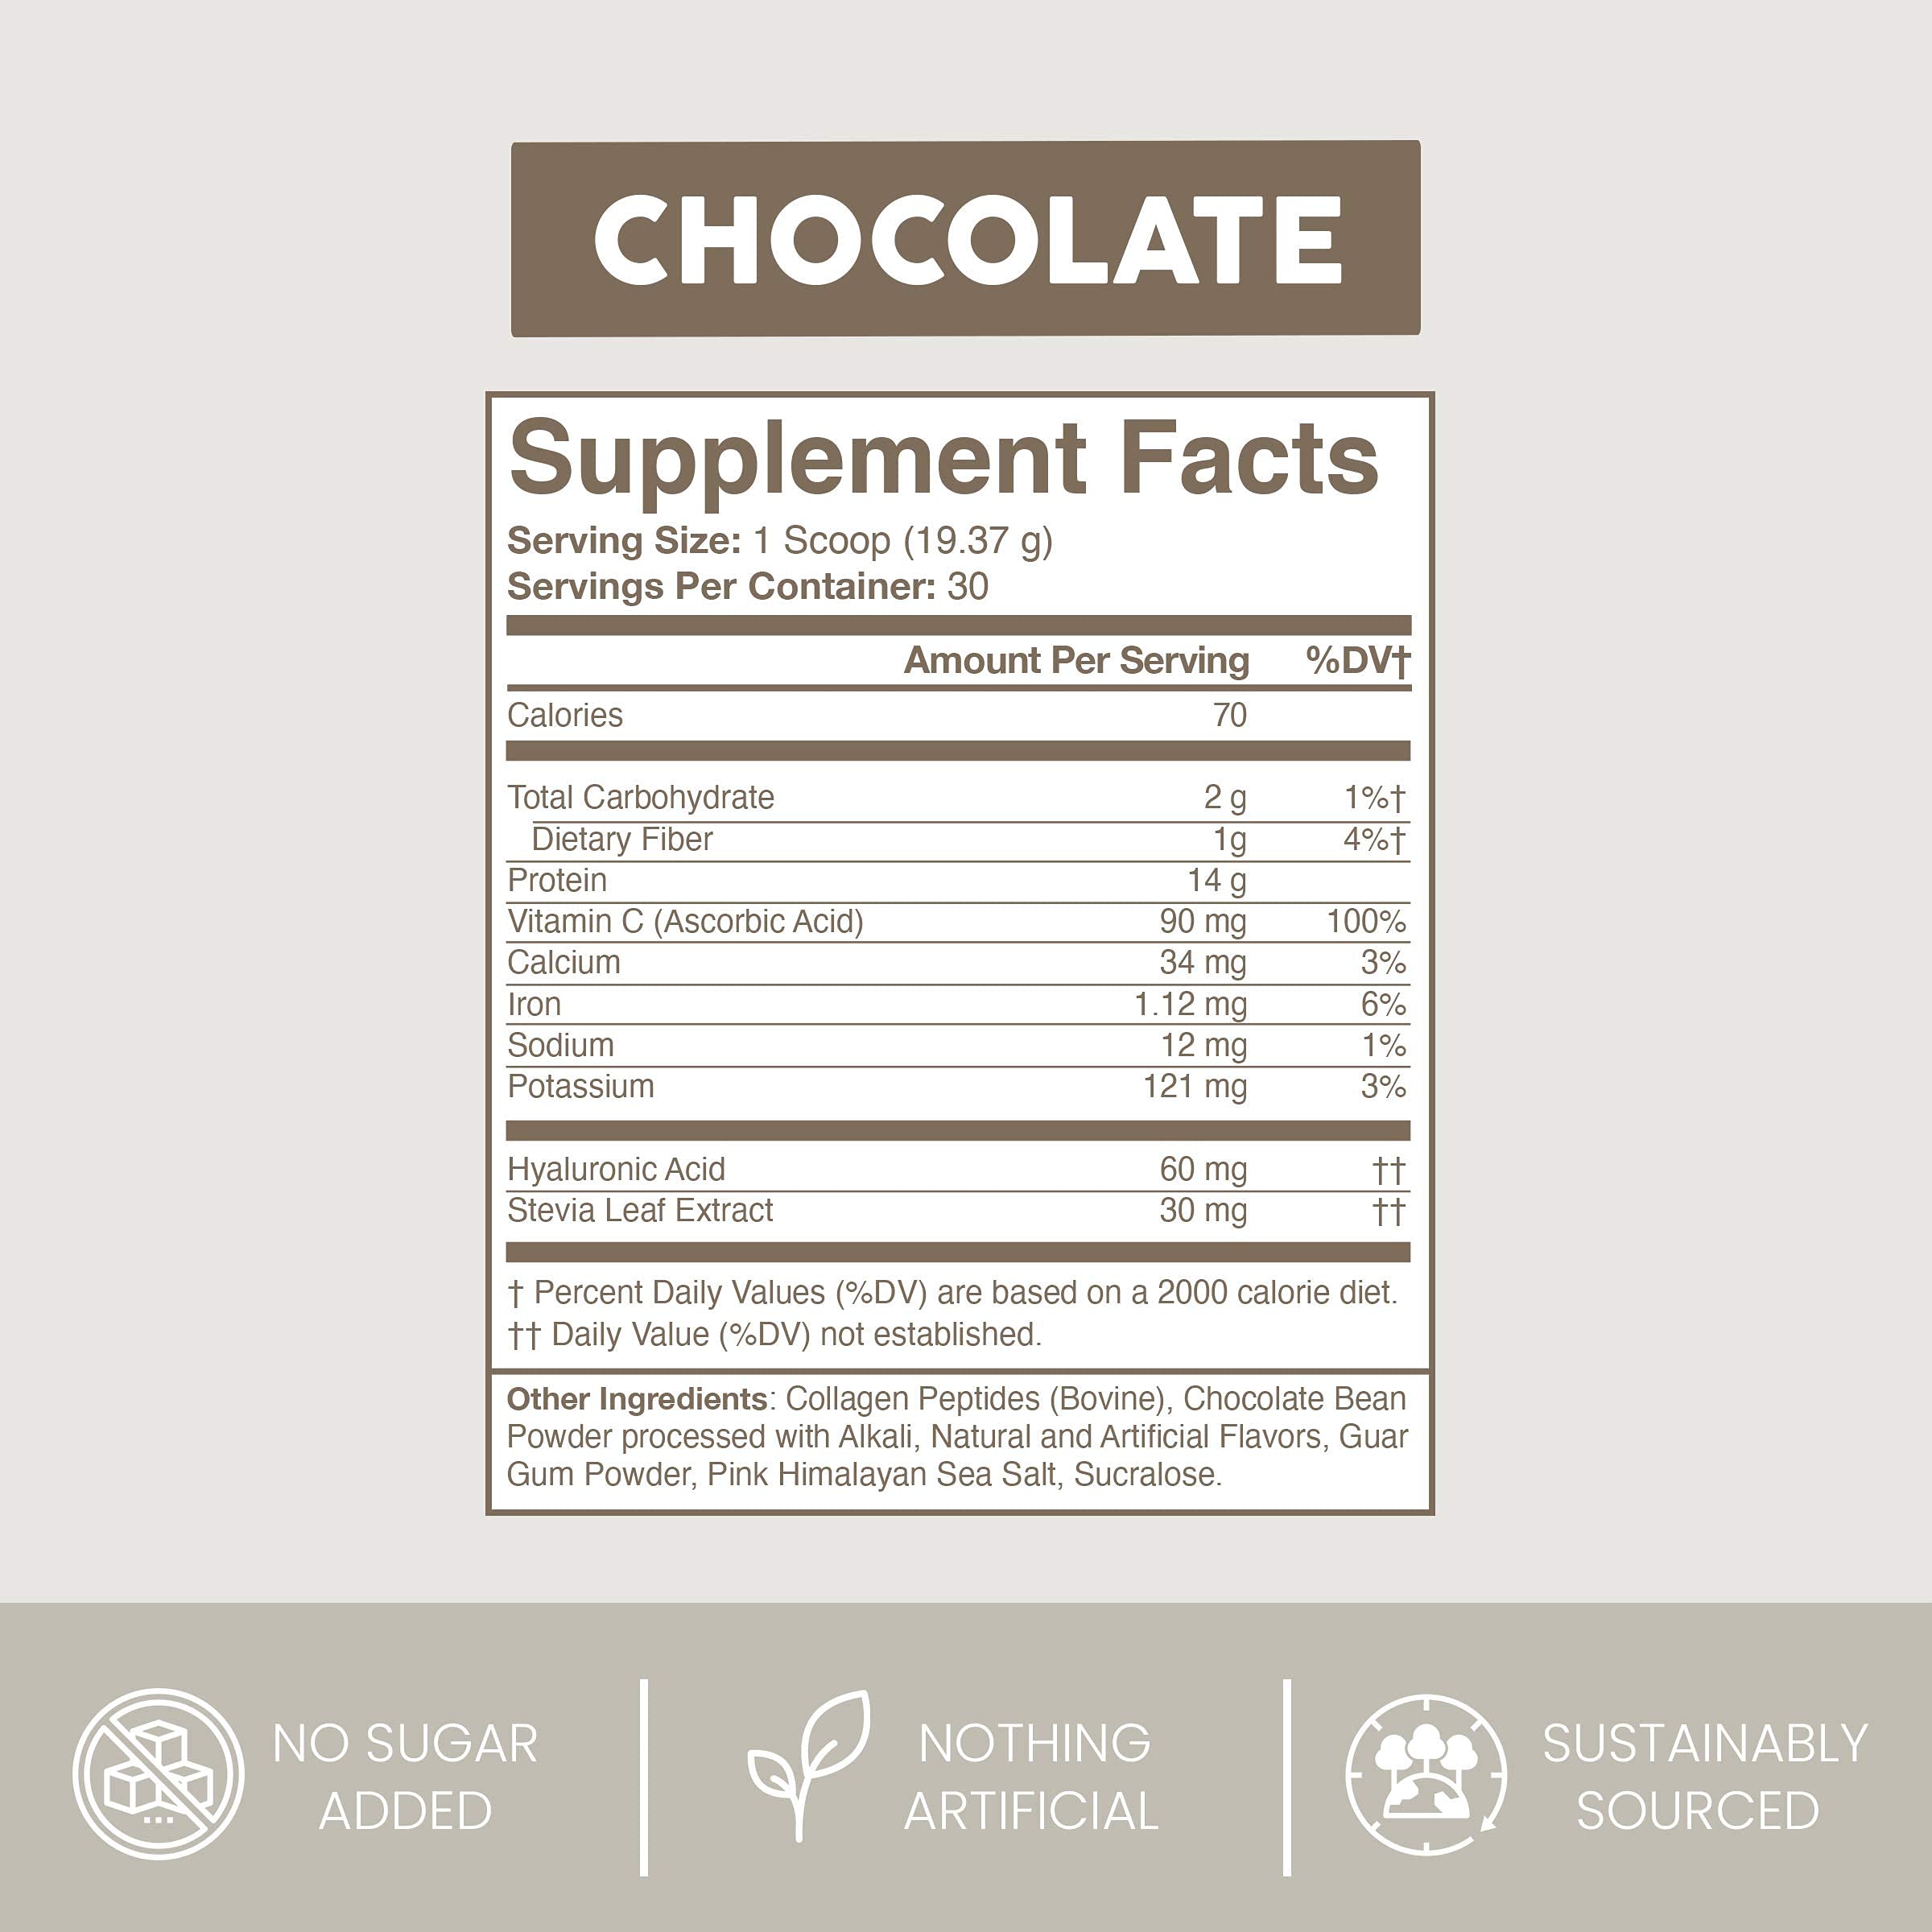 CHOCOLATE
Supplement Facts
Serving Size: 1 Scoop (19.37 g)
Servings Per Container: 30
Amount Per Serving %DV†
Calories 70
Total Carbohydrate 2 g 1%†
Dietary Fiber 1g 4%†
Protein 14 g
Vitamin C (Ascorbic Acid) 90 mg 100%
Calcium 34 mg 3%
Iron 1.12 mg 6%
Sodium 12 mg 1%
Potassium 121 mg 3%
Hyaluronic Acid 60 mg ††
Stevia Leaf Extract 30 mg ††
† Percent Daily Values (%DV) are based on a 2000 calorie diet.
†† Daily Value (%DV) not established.
Other Ingredients: Collagen Peptides (Bovine), Chocolate Bean
Powder processed with Alkali, Natural and Artificial Flavors, Guar
Gum Powder, Pink Himalayan Sea Salt, Sucralose.
NO SUGAR
ADDED
NOTHING
ARTIFICIAL
SUSTAINABLY
SOURCED